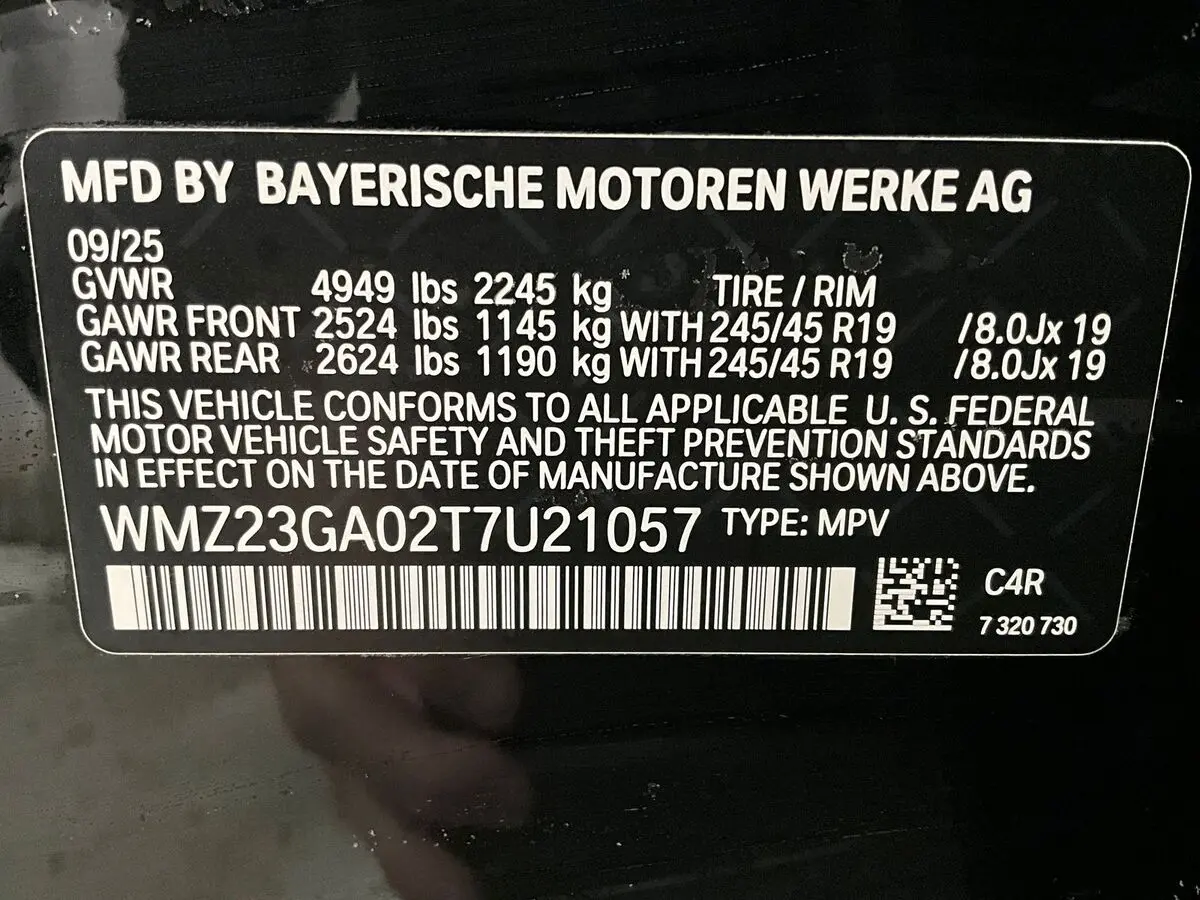 MFD BY BAYERISCHE MOTOREN WERKE AG
09/25
GVWR 4949 lbs 2245 kg TIRE / RIM
GAWR FRONT 2524 lbs 1145 kg WITH 245/45 R19 /8.0Jx 19
GAWR REAR 2624 lbs 1190 kg WITH 245/45 R19 /8.0Jx 19
THIS VEHICLE CONFORMS TO ALL APPLICABLE U. S. FEDERAL
MOTOR VEHICLE SAFETY AND THEFT PREVENTION STANDARDS
IN EFFECT ON THE DATE OF MANUFACTURE SHOWN ABOVE.
WMZ23GA02T7U21057 TYPE: MPV
C4R
7 320 730